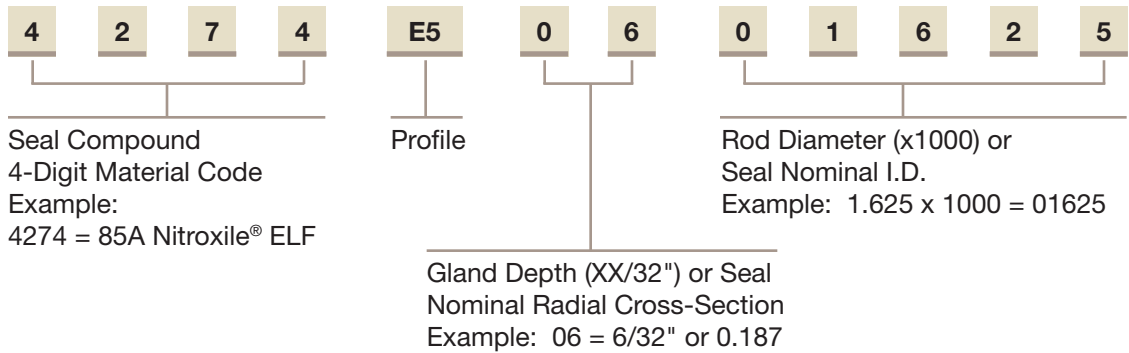 4 2 7 4 E5 0 6 0 1 6 2 5
Seal Compound
4-Digit Material Code
Example:
4274 = 85A Nitroxile® ELF
Profile
Gland Depth (XX/32") or Seal
Nominal Radial Cross-Section
Example: 06 = 6/32" or 0.187
Rod Diameter (x1000) or
Seal Nominal I.D.
Example: 1.625 x 1000 = 01625